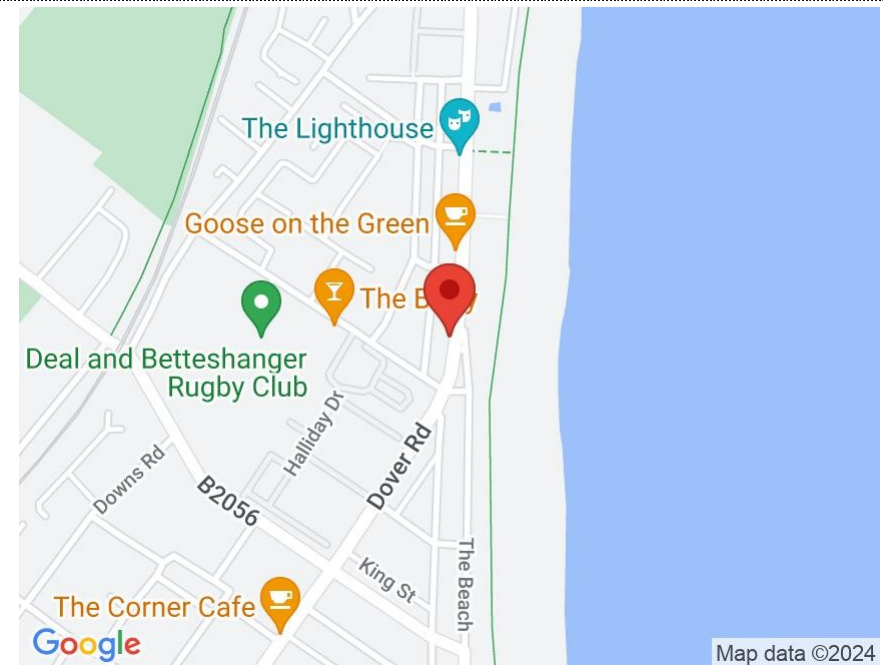 The Lighthouse
Goose on the Green
The B
Deal and Betteshanger
Rugby Club
Halliday Dr
Dover Rd
Downs Rd
B2056
King St
The Beach
The Corner Cafe
Google
Map data ©2024